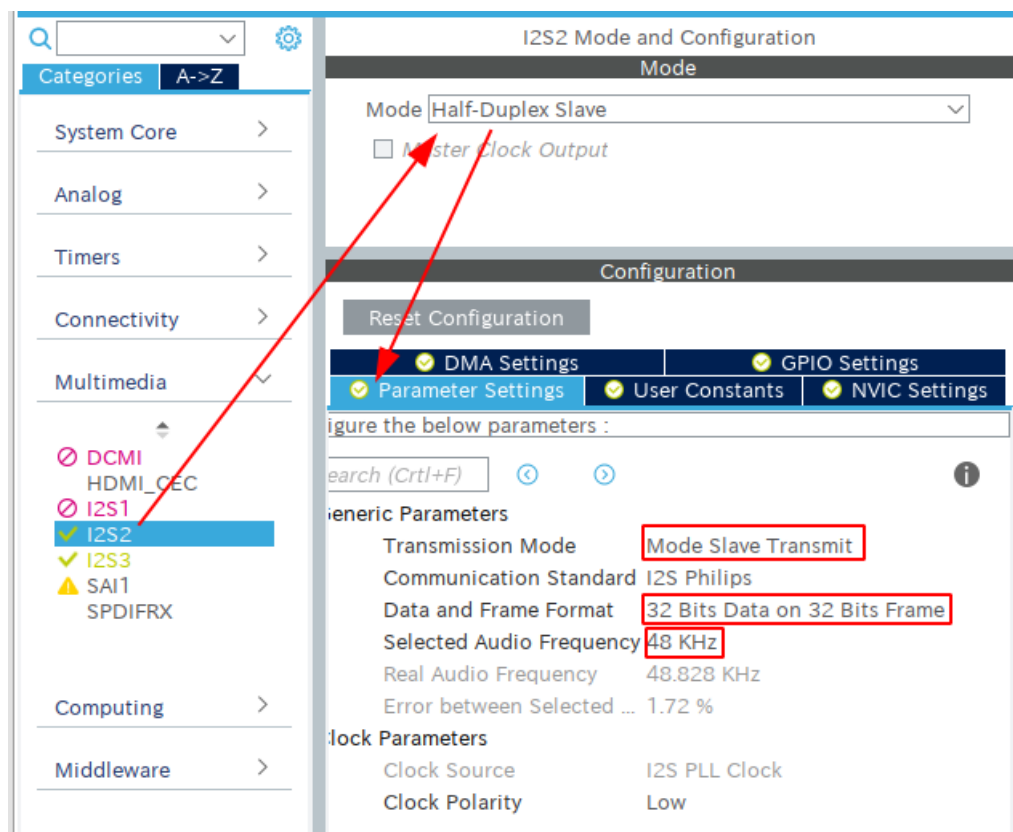 Categories
A->Z
System Core
Analog
Timers
Connectivity
Multimedia
DCMI
HDMI_CEC
I2S1
I2S2
I2S3
SAI1
SPDIFRX
Computing
Middleware
I2S2 Mode and Configuration
Mode
Mode Half-Duplex Slave
Master Clock Output
Configuration
Reset Configuration
DMA Settings
GPIO Settings
Parameter Settings
User Constants
NVIC Settings
igure the below parameters :
earch (Crtl+F)
Generic Parameters
Transmission Mode Mode Slave Transmit
Communication Standard I2S Philips
Data and Frame Format 32 Bits Data on 32 Bits Frame
Selected Audio Frequency 48 KHz
Real Audio Frequency 48.828 KHz
Error between Selected ... 1.72 %
lock Parameters
Clock Source I2S PLL Clock
Clock Polarity Low